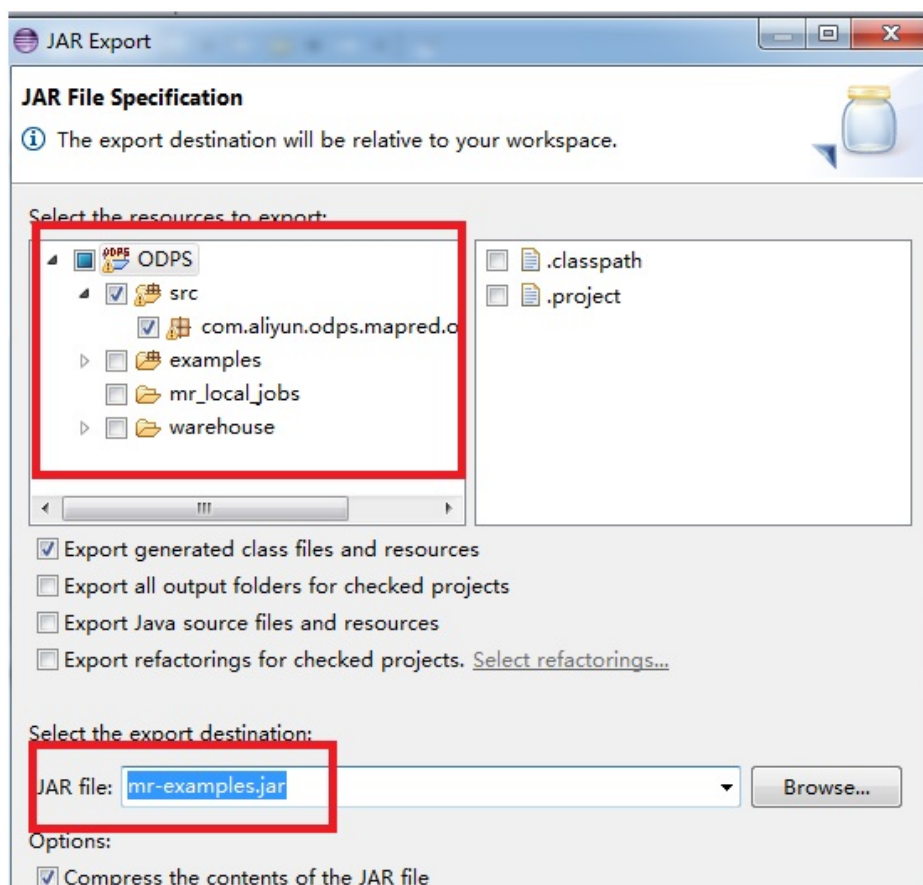 JAR Export
JAR File Specification
The export destination will be relative to your workspace.
Select the resources to export:
ODPS
src
com.aliyun.odps.mapred.o
examples
mr_local_jobs
warehouse
.classpath
.project
Export generated class files and resources
Export all output folders for checked projects
Export Java source files and resources
Export refactorings for checked projects. Select refactorings...
Select the export destination:
JAR file: mr-examples.jar Browse...
Options:
Compress the contents of the JAR file